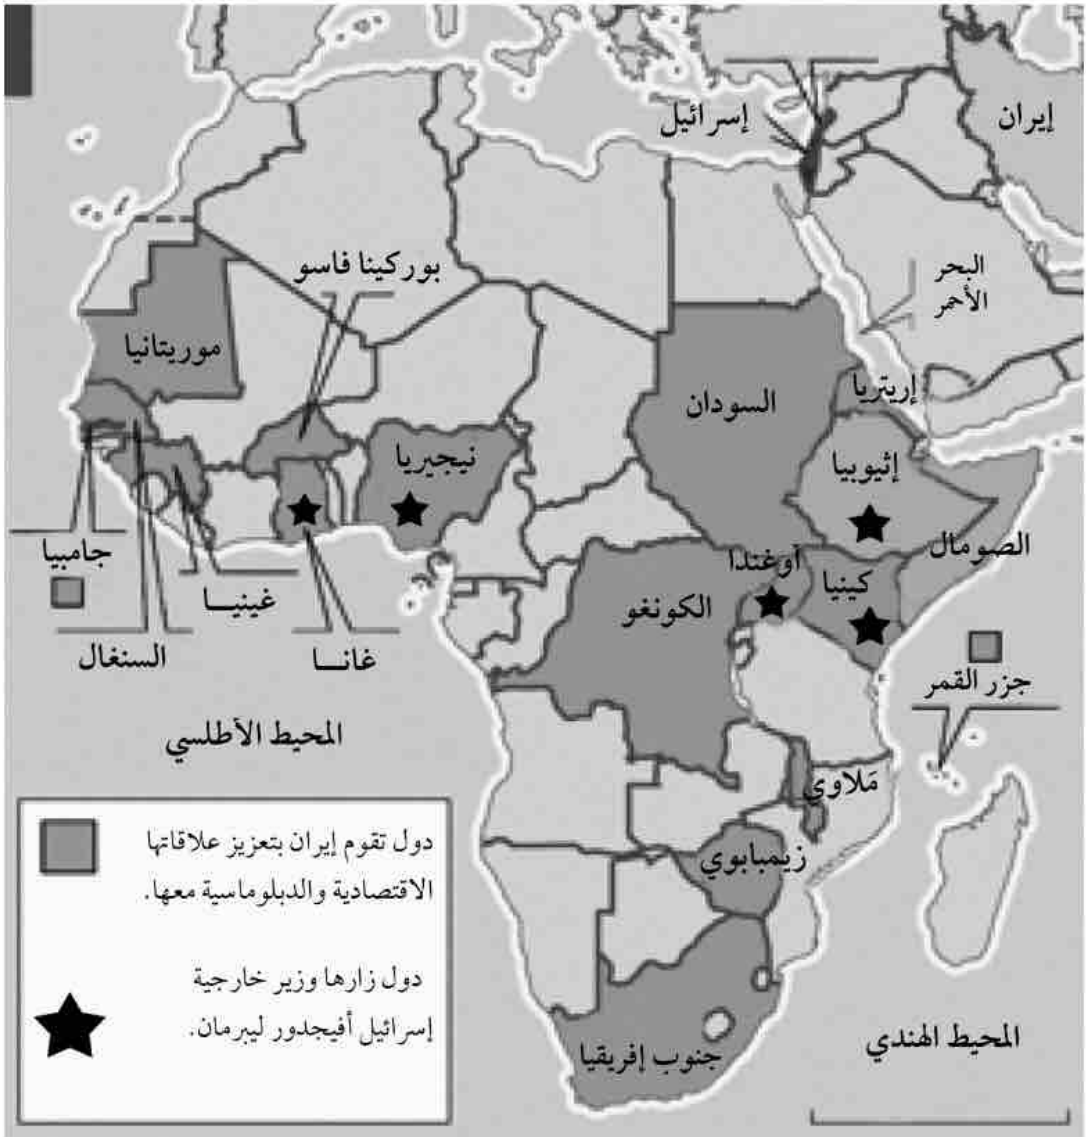 إسرائيل
إيران
البحر
الأحمر
بوركينا فاسو
موريتانيا
السودان
إريتريا
نيجيريا
إثيوبيا
الصومال
جامبيا
أوغندا
كينيا
غينيـــا
الكونغو
السنغال
غانـــا
جزر القمر
المحيط الأطلسي
مَلاوي
زيمبابوي
دول تقوم إيران بتعزيز علاقاتها
الاقتصادية والدبلوماسية معها.
دول زارها وزير خارجية
إسرائيل أفيجدور ليبرمان.
المحيط الهندي
جنوب إفريقيا